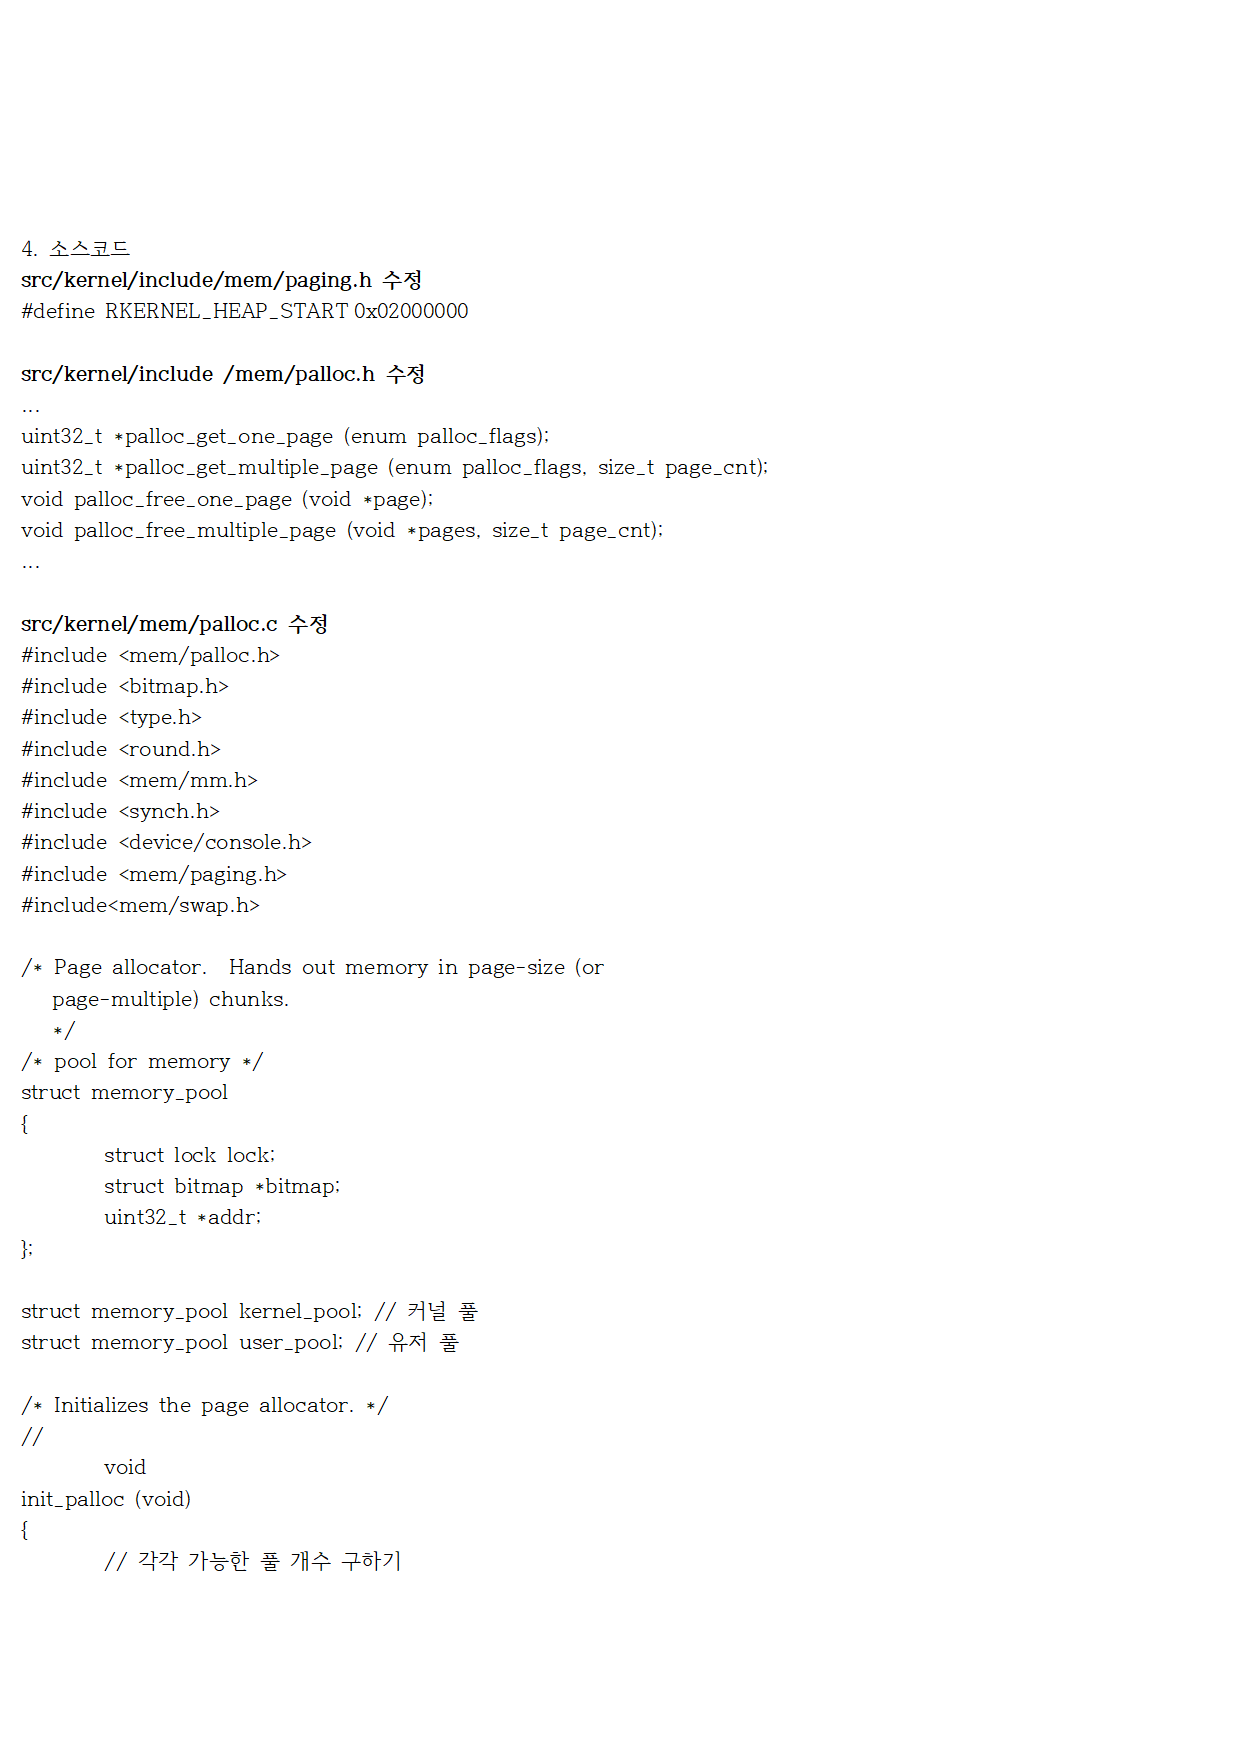 4. 소스코드
src/kernel/include/mem/paging.h 수정
#define RKERNEL_HEAP_START 0x02000000
src/kernel/include /mem/palloc.h 수정
...
uint32_t *palloc_get_one_page (enum palloc_flags);
uint32_t *palloc_get_multiple_page (enum palloc_flags, size_t page_cnt);
void palloc_free_one_page (void *page);
void palloc_free_multiple_page (void *pages, size_t page_cnt);
...
src/kernel/mem/palloc.c 수정
#include <mem/palloc.h>
#include <bitmap.h>
#include <type.h>
#include <round.h>
#include <mem/mm.h>
#include <synch.h>
#include <device/console.h>
#include <mem/paging.h>
#include<mem/swap.h>
/* Page allocator.  Hands out memory in page-size (or
page-multiple) chunks.
*/
/* pool for memory */
struct memory_pool
{
struct lock lock;
struct bitmap *bitmap;
uint32_t *addr;
};
struct memory_pool kernel_pool; // 커널 풀
struct memory_pool user_pool; // 유저 풀
/* Initializes the page allocator. */
//
void
init_palloc (void)
{
// 각각 가능한 풀 개수 구하기